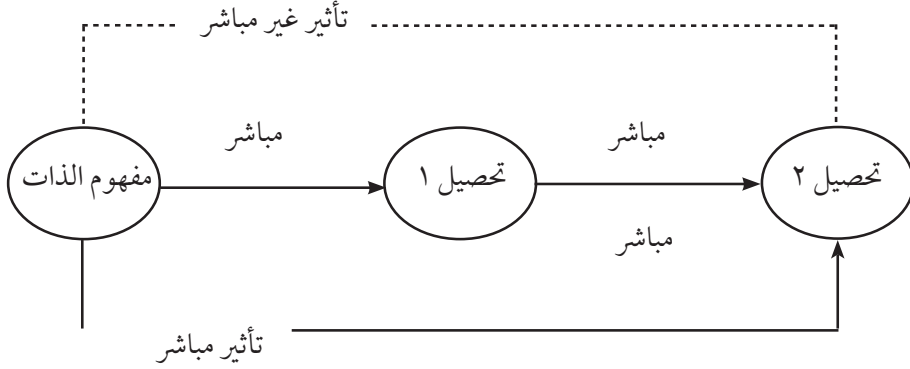 تأثير غير مباشر
مباشر
مباشر
تحصيل ٢
تحصيل ١
مفهوم الذات
مباشر
تأثير مباشر